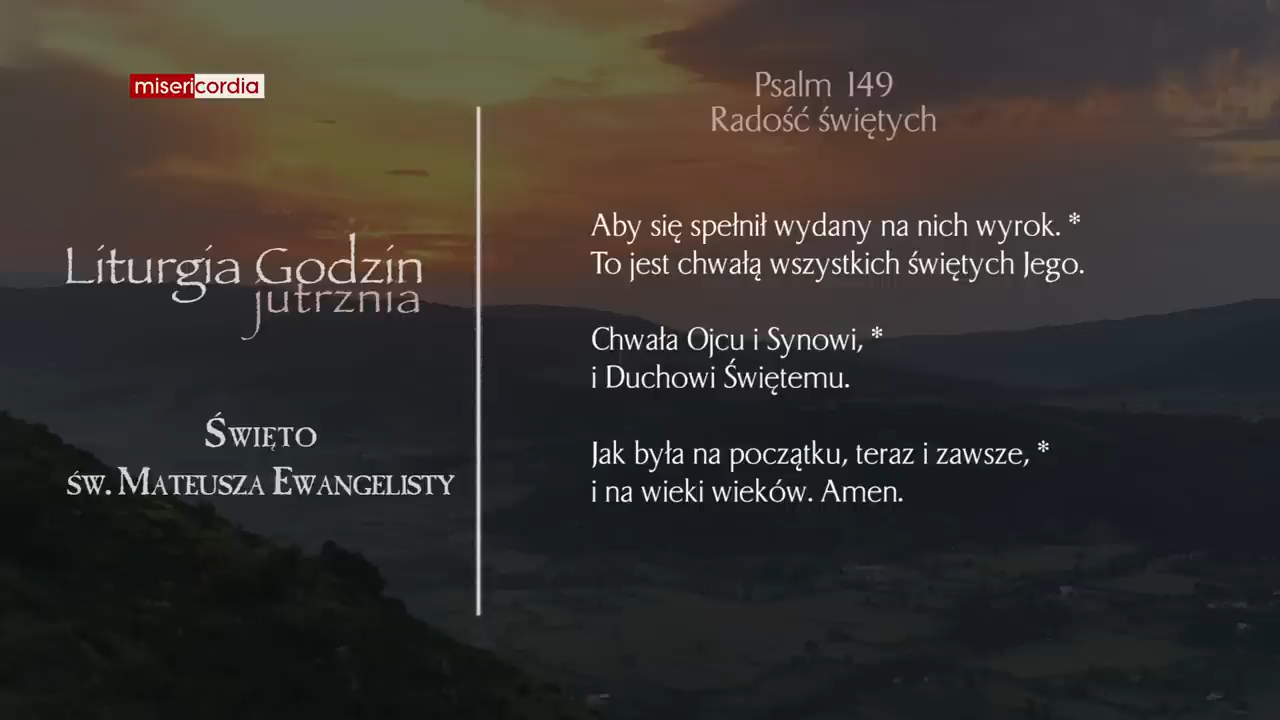 misericordia
Liturgia Godzin
jutrznia
Święto
św. Mateusza Ewangelisty
Psalm 149
Radość świętych
Aby się spełnił wydany na nich wyrok. *
To jest chwałą wszystkich świętych Jego.
Chwała Ojcu i Synowi, *
i Duchowi Świętemu.
Jak była na początku, teraz i zawsze, *
i na wieki wieków. Amen.